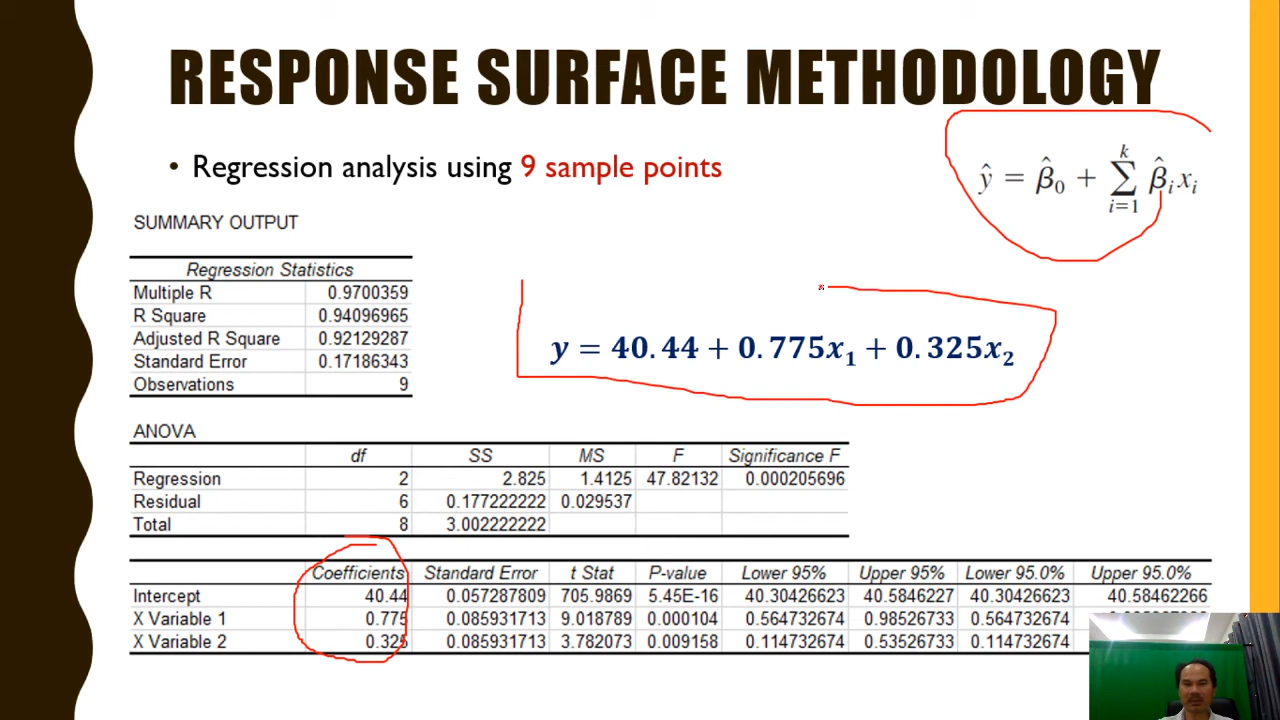 RESPONSE SURFACE METHODOLOGY
• Regression analysis using 9 sample points
ŷ = β̂₀ + Σᵢ₌₁ᵏ β̂ᵢxᵢ
SUMMARY OUTPUT
Regression Statistics
Multiple R 0.9700359
R Square 0.94096965
Adjusted R Square 0.92129287
Standard Error 0.17186343
Observations 9
y = 40.44 + 0.775x₁ + 0.325x₂
ANOVA
df SS MS F Significance F
Regression 2 2.825 1.4125 47.82132 0.000205696
Residual 6 0.177222222 0.029537
Total 8 3.002222222
Coefficients Standard Error t Stat P-value Lower 95% Upper 95% Lower 95.0% Upper 95.0%
Intercept 40.44 0.057287809 705.9869 5.45E-16 40.30426623 40.5846227 40.30426623 40.58462266
X Variable 1 0.775 0.085931713 9.018789 0.000104 0.564732674 0.98526733 0.564732674
X Variable 2 0.325 0.085931713 3.782073 0.009158 0.114732674 0.53526733 0.114732674